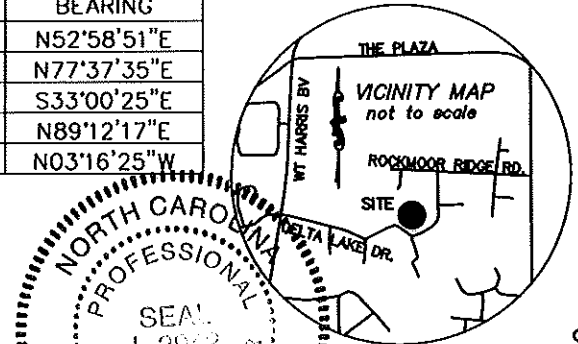 BEARING
N52°58'51"E
N77°37'35"E
S33°00'25"E
N89°12'17"E
N03°16'25"W
THE PLAZA
VICINITY MAP
not to scale
WT HARRIS BV
ROCKMOOR RIDGE RD.
SITE
DELTA LAKE DR.
NORTH CAROLINA
PROFESSIONAL
SEAL